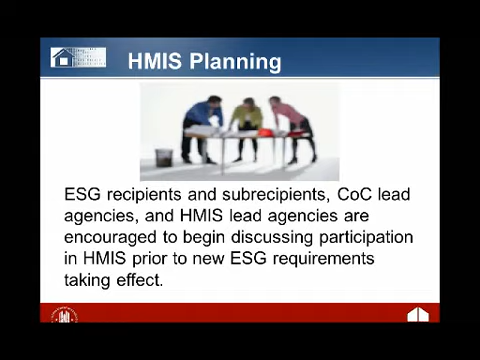 HMIS Planning
ESG recipients and subrecipients, CoC lead
agencies, and HMIS lead agencies are
encouraged to begin discussing participation
in HMIS prior to new ESG requirements
taking effect.